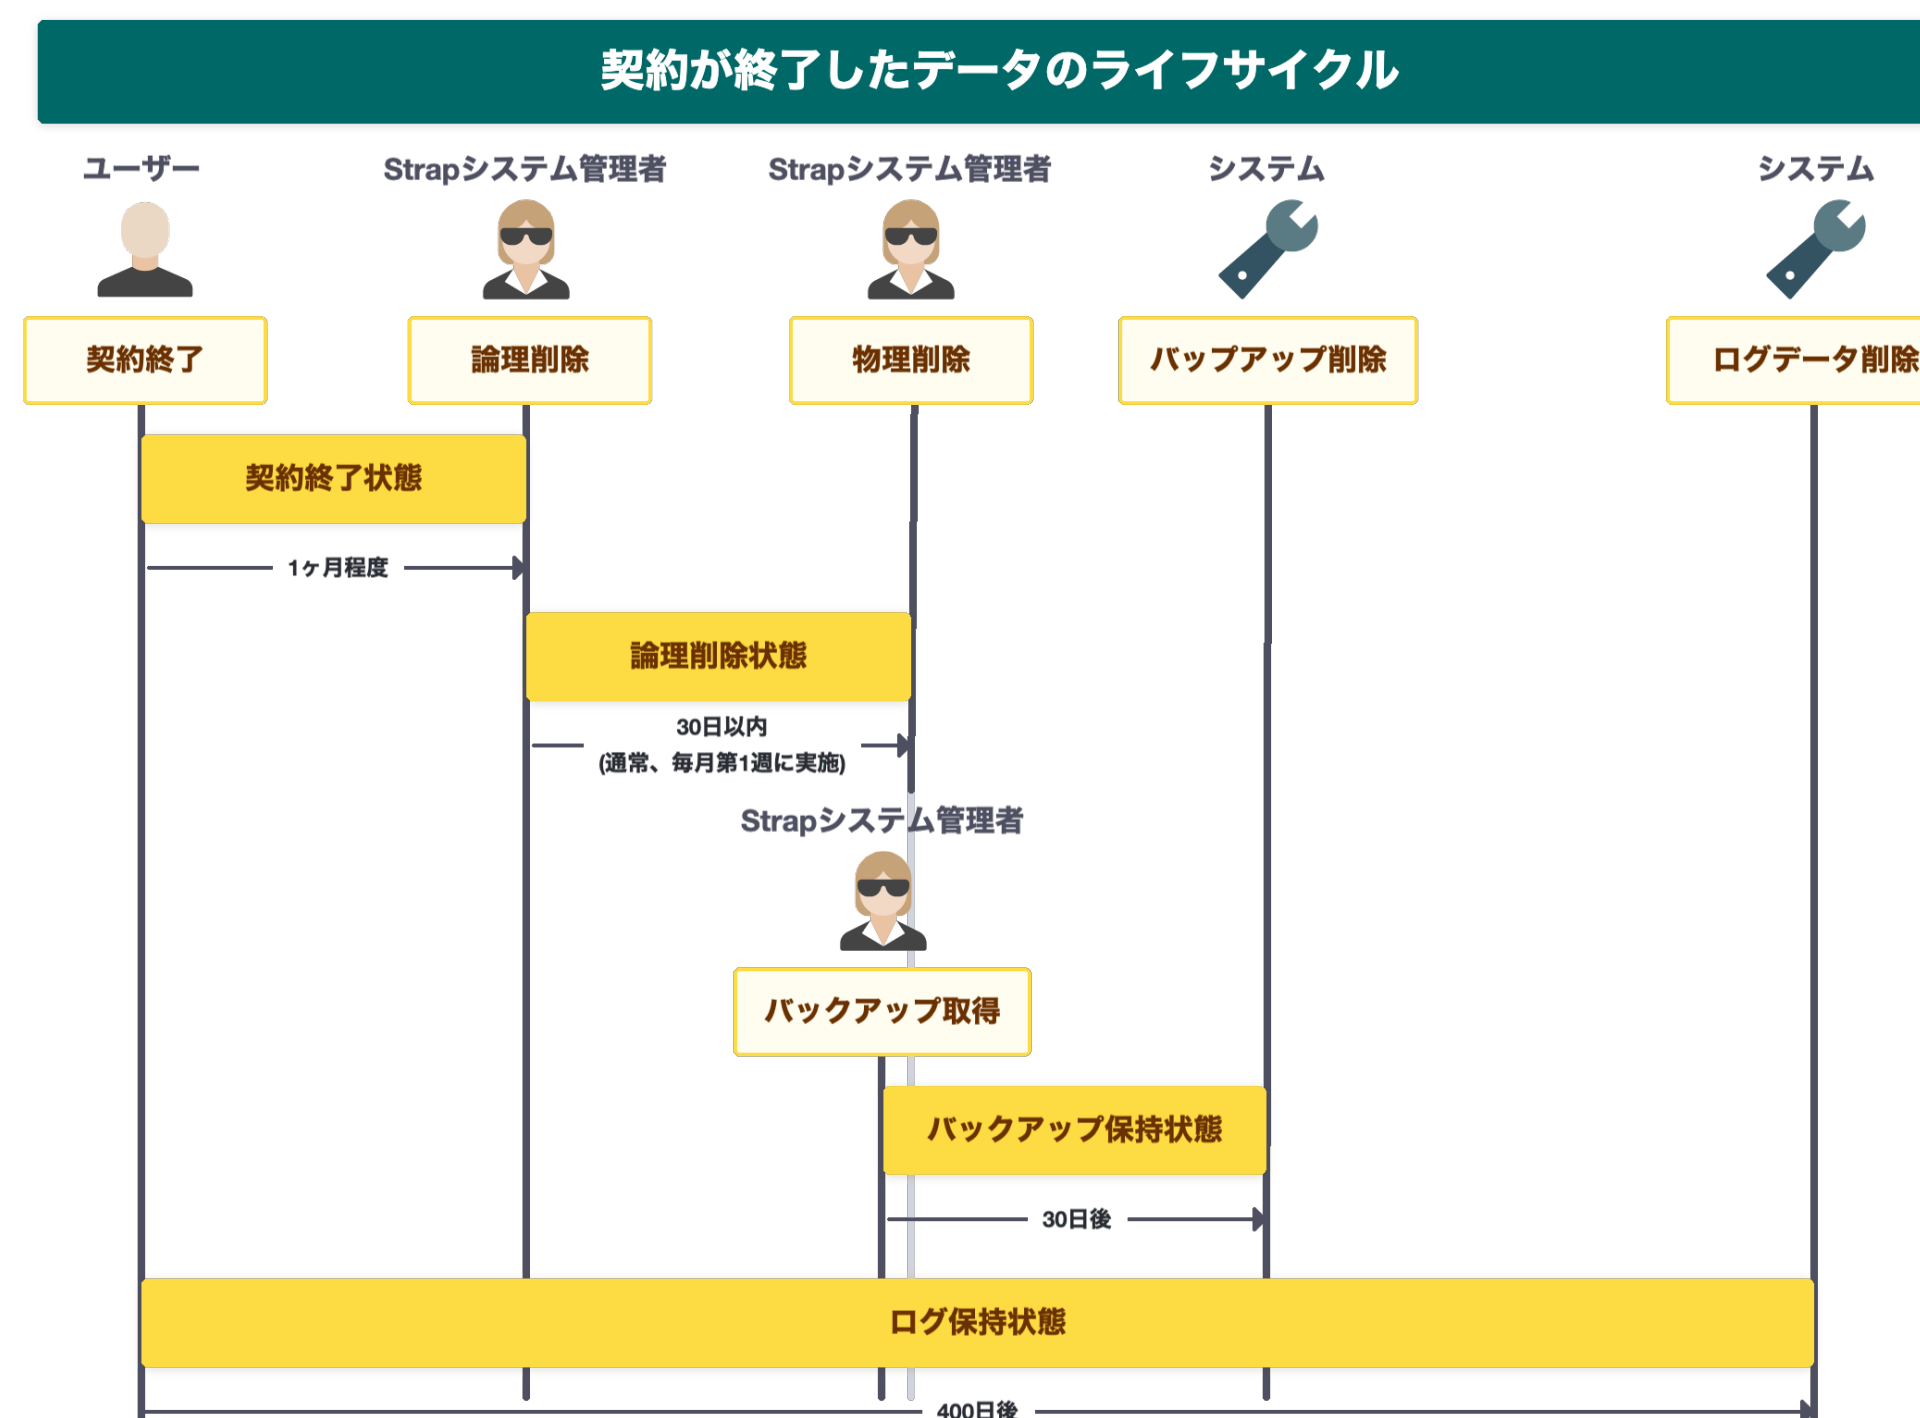 契約が終了したデータのライフサイクル
ユーザー
Strapシステム管理者
Strapシステム管理者
システム
システム
契約終了
論理削除
物理削除
バップアップ削除
ログデータ削除
契約終了状態
1ヶ月程度
論理削除状態
30日以内
(通常、毎月第1週に実施)
Strapシステム管理者
バックアップ取得
バックアップ保持状態
30日後
ログ保持状態
400日後